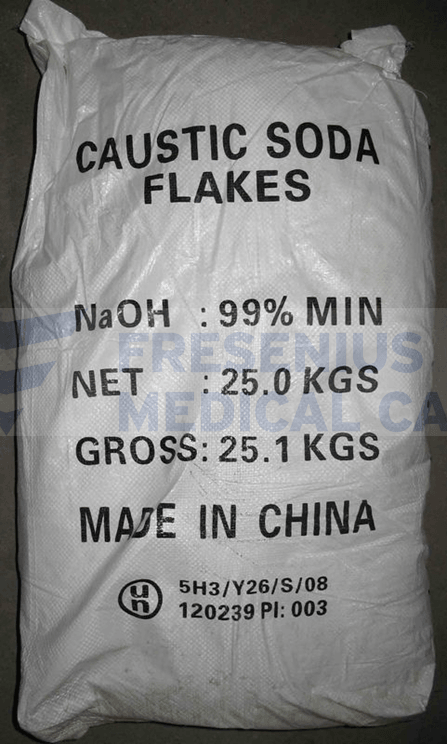 CAUSTIC SODA
FLAKES
NaOH : 99% MIN
FRESENIUS
NET : 25.0 KGS
MEDICAL CA
GROSS: 25.1 KGS
MADE IN CHINA
un 5H3/Y26/S/08
120239 PI: 003